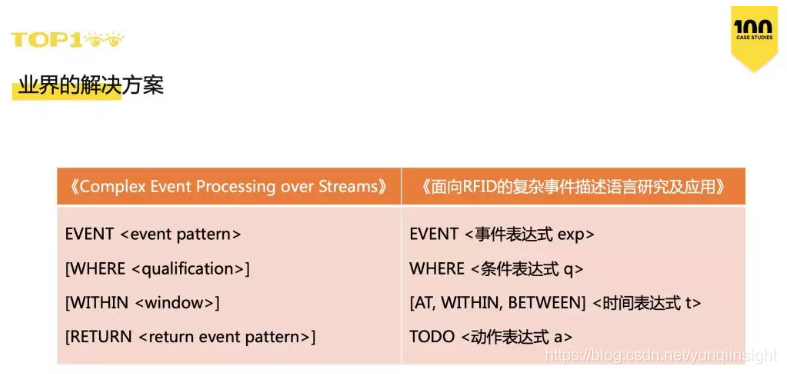 TOP100
100
CASE STUDIES
业界的解决方案
《Complex Event Processing over Streams》
《面向RFID的复杂事件描述语言研究及应用》
EVENT <event pattern>
EVENT <事件表达式 exp>
[WHERE <qualification>]
WHERE <条件表达式 q>
[WITHIN <window>]
[AT, WITHIN, BETWEEN] <时间表达式 t>
[RETURN <return event pattern>]
TODO <动作表达式 a>
https://blog.csdn.net/yunqiinsight